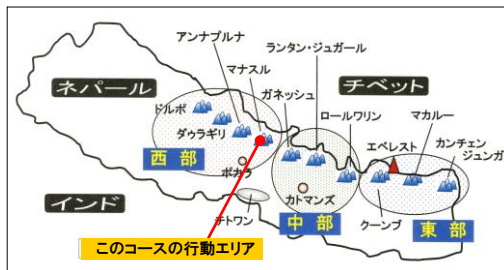 アンナプルナ
ランタン・ジュガール
マナスル
チベット
ネパール
ガネッシュ
ドルポ
ロールワリン
マカルー
エベレスト
カンチェン
ジュンガ
ダウラギリ
西部
ポカラ
インド
チトワン
カトマンズ
中部
クーンブ
東部
このコースの行動エリア